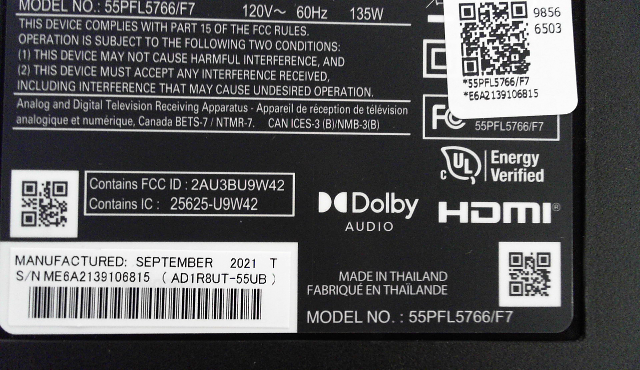 MODEL NO.: 55PFL5766/F7 120V~ 60Hz 135W
THIS DEVICE COMPLIES WITH PART 15 OF THE FCC RULES.
OPERATION IS SUBJECT TO THE FOLLOWING TWO CONDITIONS:
(1) THIS DEVICE MAY NOT CAUSE HARMFUL INTERFERENCE, AND
(2) THIS DEVICE MUST ACCEPT ANY INTERFERENCE RECEIVED,
INCLUDING INTERFERENCE THAT MAY CAUSE UNDESIRED OPERATION.
Analog and Digital Television Receiving Apparatus - Appareil de réception de télévision
analogique et numérique, Canada BETS-7 / NTMR-7. CAN ICES-3 (B)/NMB-3(B)
9856
6503
*55PFL5766/F7
*E6A2139106815
FC
55PFL5766/F7
c UL Energy
Verified
Contains FCC ID : 2AU3BU9W42
Contains IC : 25625-U9W42
Dolby
AUDIO
HDMI®
MANUFACTURED: SEPTEMBER 2021 T
S/N ME6A2139106815 ( AD1R8UT-55UB )
MADE IN THAILAND
FABRIQUÉ EN THAÏLANDE
MODEL NO. : 55PFL5766/F7